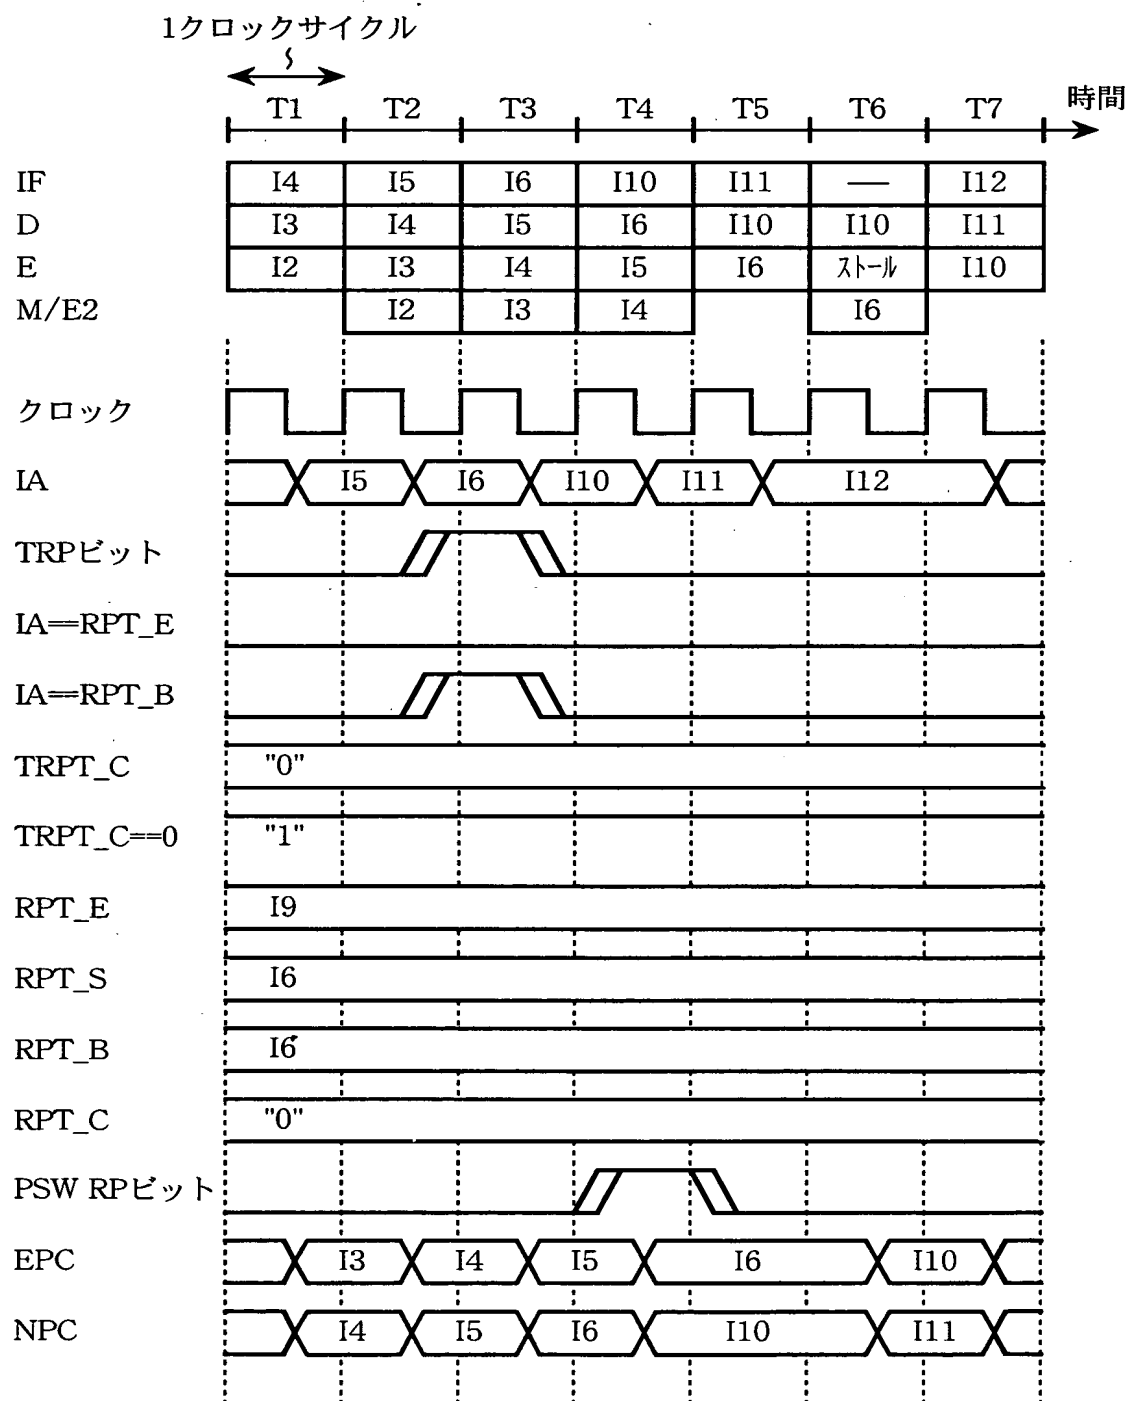 1クロックサイクル
T1 T2 T3 T4 T5 T6 T7 時間
IF I4 I5 I6 I10 I11 — I12
D I3 I4 I5 I6 I10 I10 I11
E I2 I3 I4 I5 I6 ストール I10
M/E2 I2 I3 I4 I6
クロック
IA I5 I6 I10 I11 I12
TRPビット
IA==RPT_E
IA==RPT_B
TRPT_C "0"
TRPT_C==0 "1"
RPT_E I9
RPT_S I6
RPT_B I6
RPT_C "0"
PSW RPビット
EPC I3 I4 I5 I6 I10
NPC I4 I5 I6 I10 I11